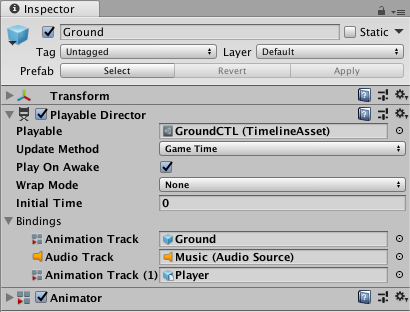 Inspector
Ground Static
Tag Untagged Layer Default
Prefab Select Revert Apply
Transform
Playable Director
Playable GroundCTL (TimelineAsset)
Update Method Game Time
Play On Awake
Wrap Mode None
Initial Time 0
Bindings
Animation Track Ground
Audio Track Music (Audio Source)
Animation Track (1) Player
Animator